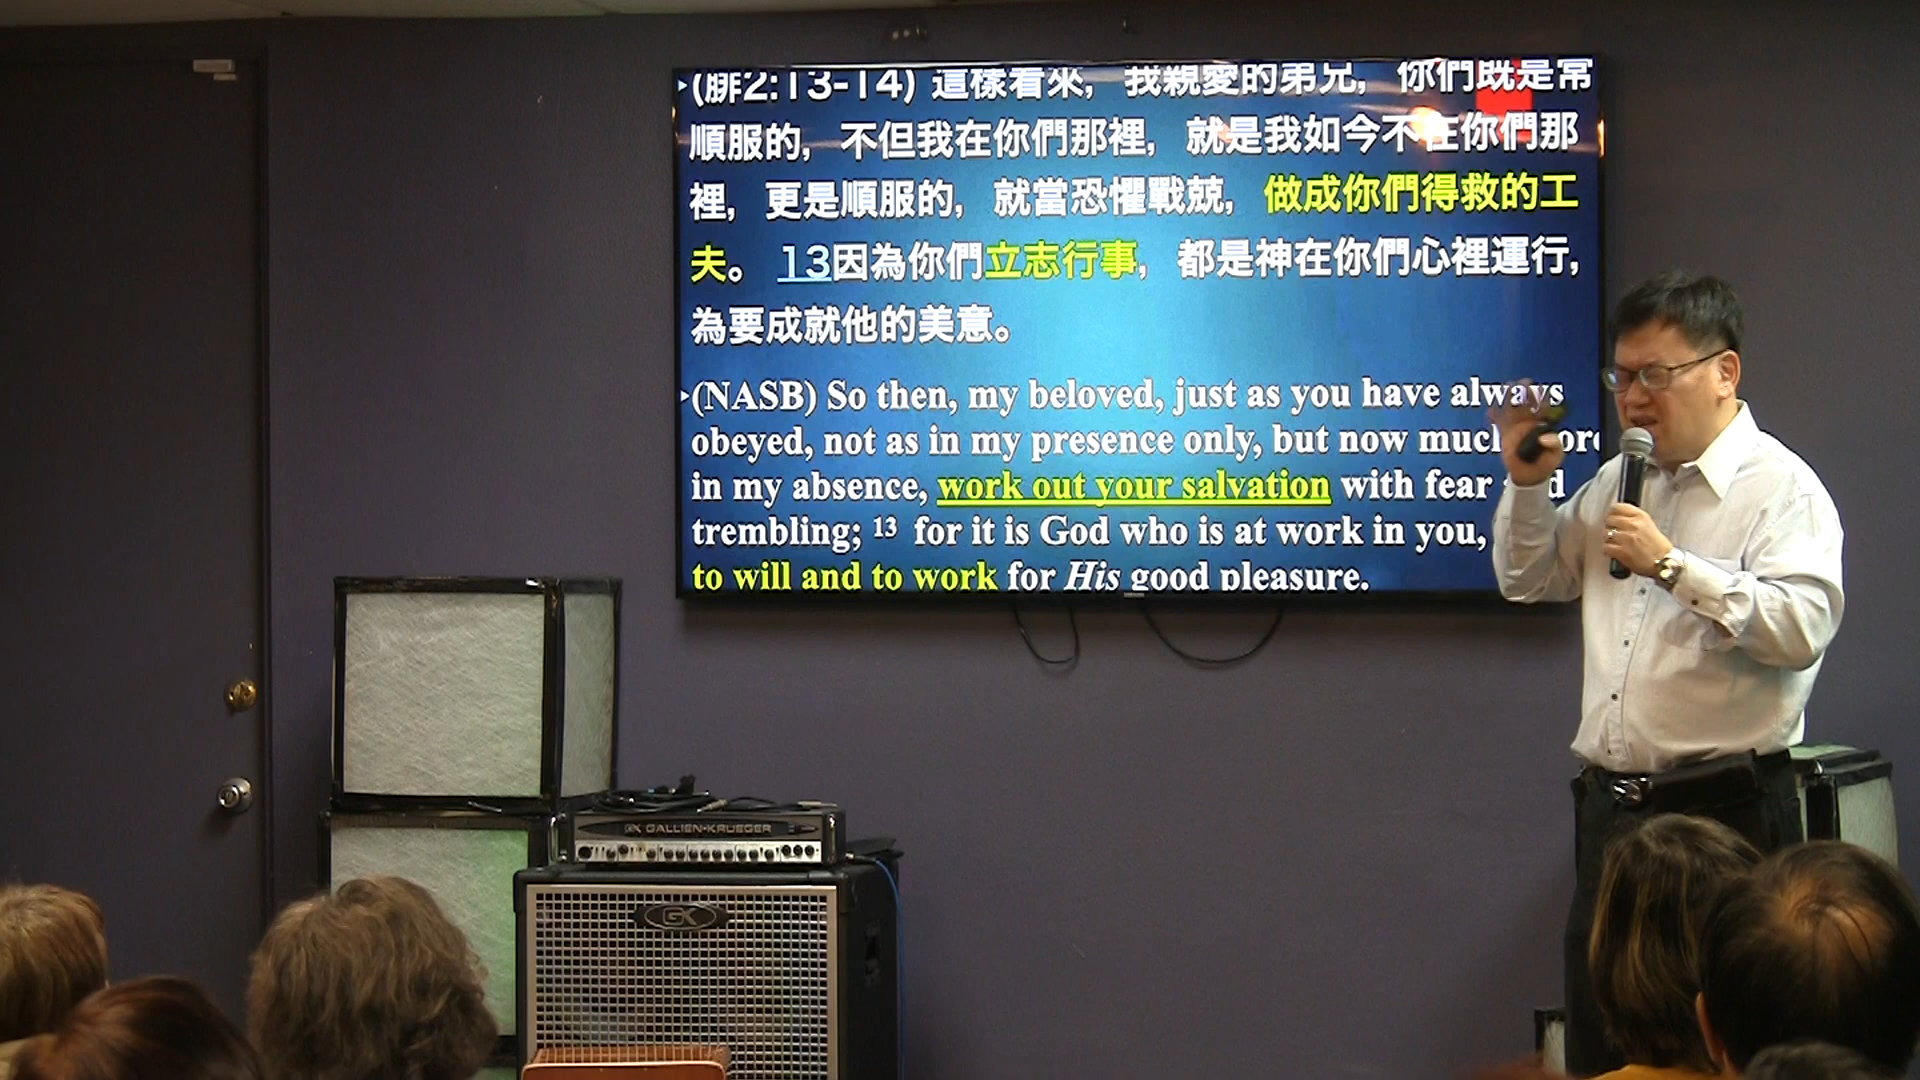 (腓2:13-14) 這樣看來，我親愛的弟兄，你們既是常
順服的，不但我在你們那裡，就是我如今不在你們那
裡，更是順服的，就當恐懼戰兢，做成你們得救的工
夫。 13因為你們立志行事，都是神在你們心裡運行，
為要成就他的美意。
(NASB) So then, my beloved, just as you have always
obeyed, not as in my presence only, but now much
in my absence, work out your salvation with fear
trembling; 13 for it is God who is at work in you,
to will and to work for His good pleasure.
GK GALLIEN-KRUEGER
GK